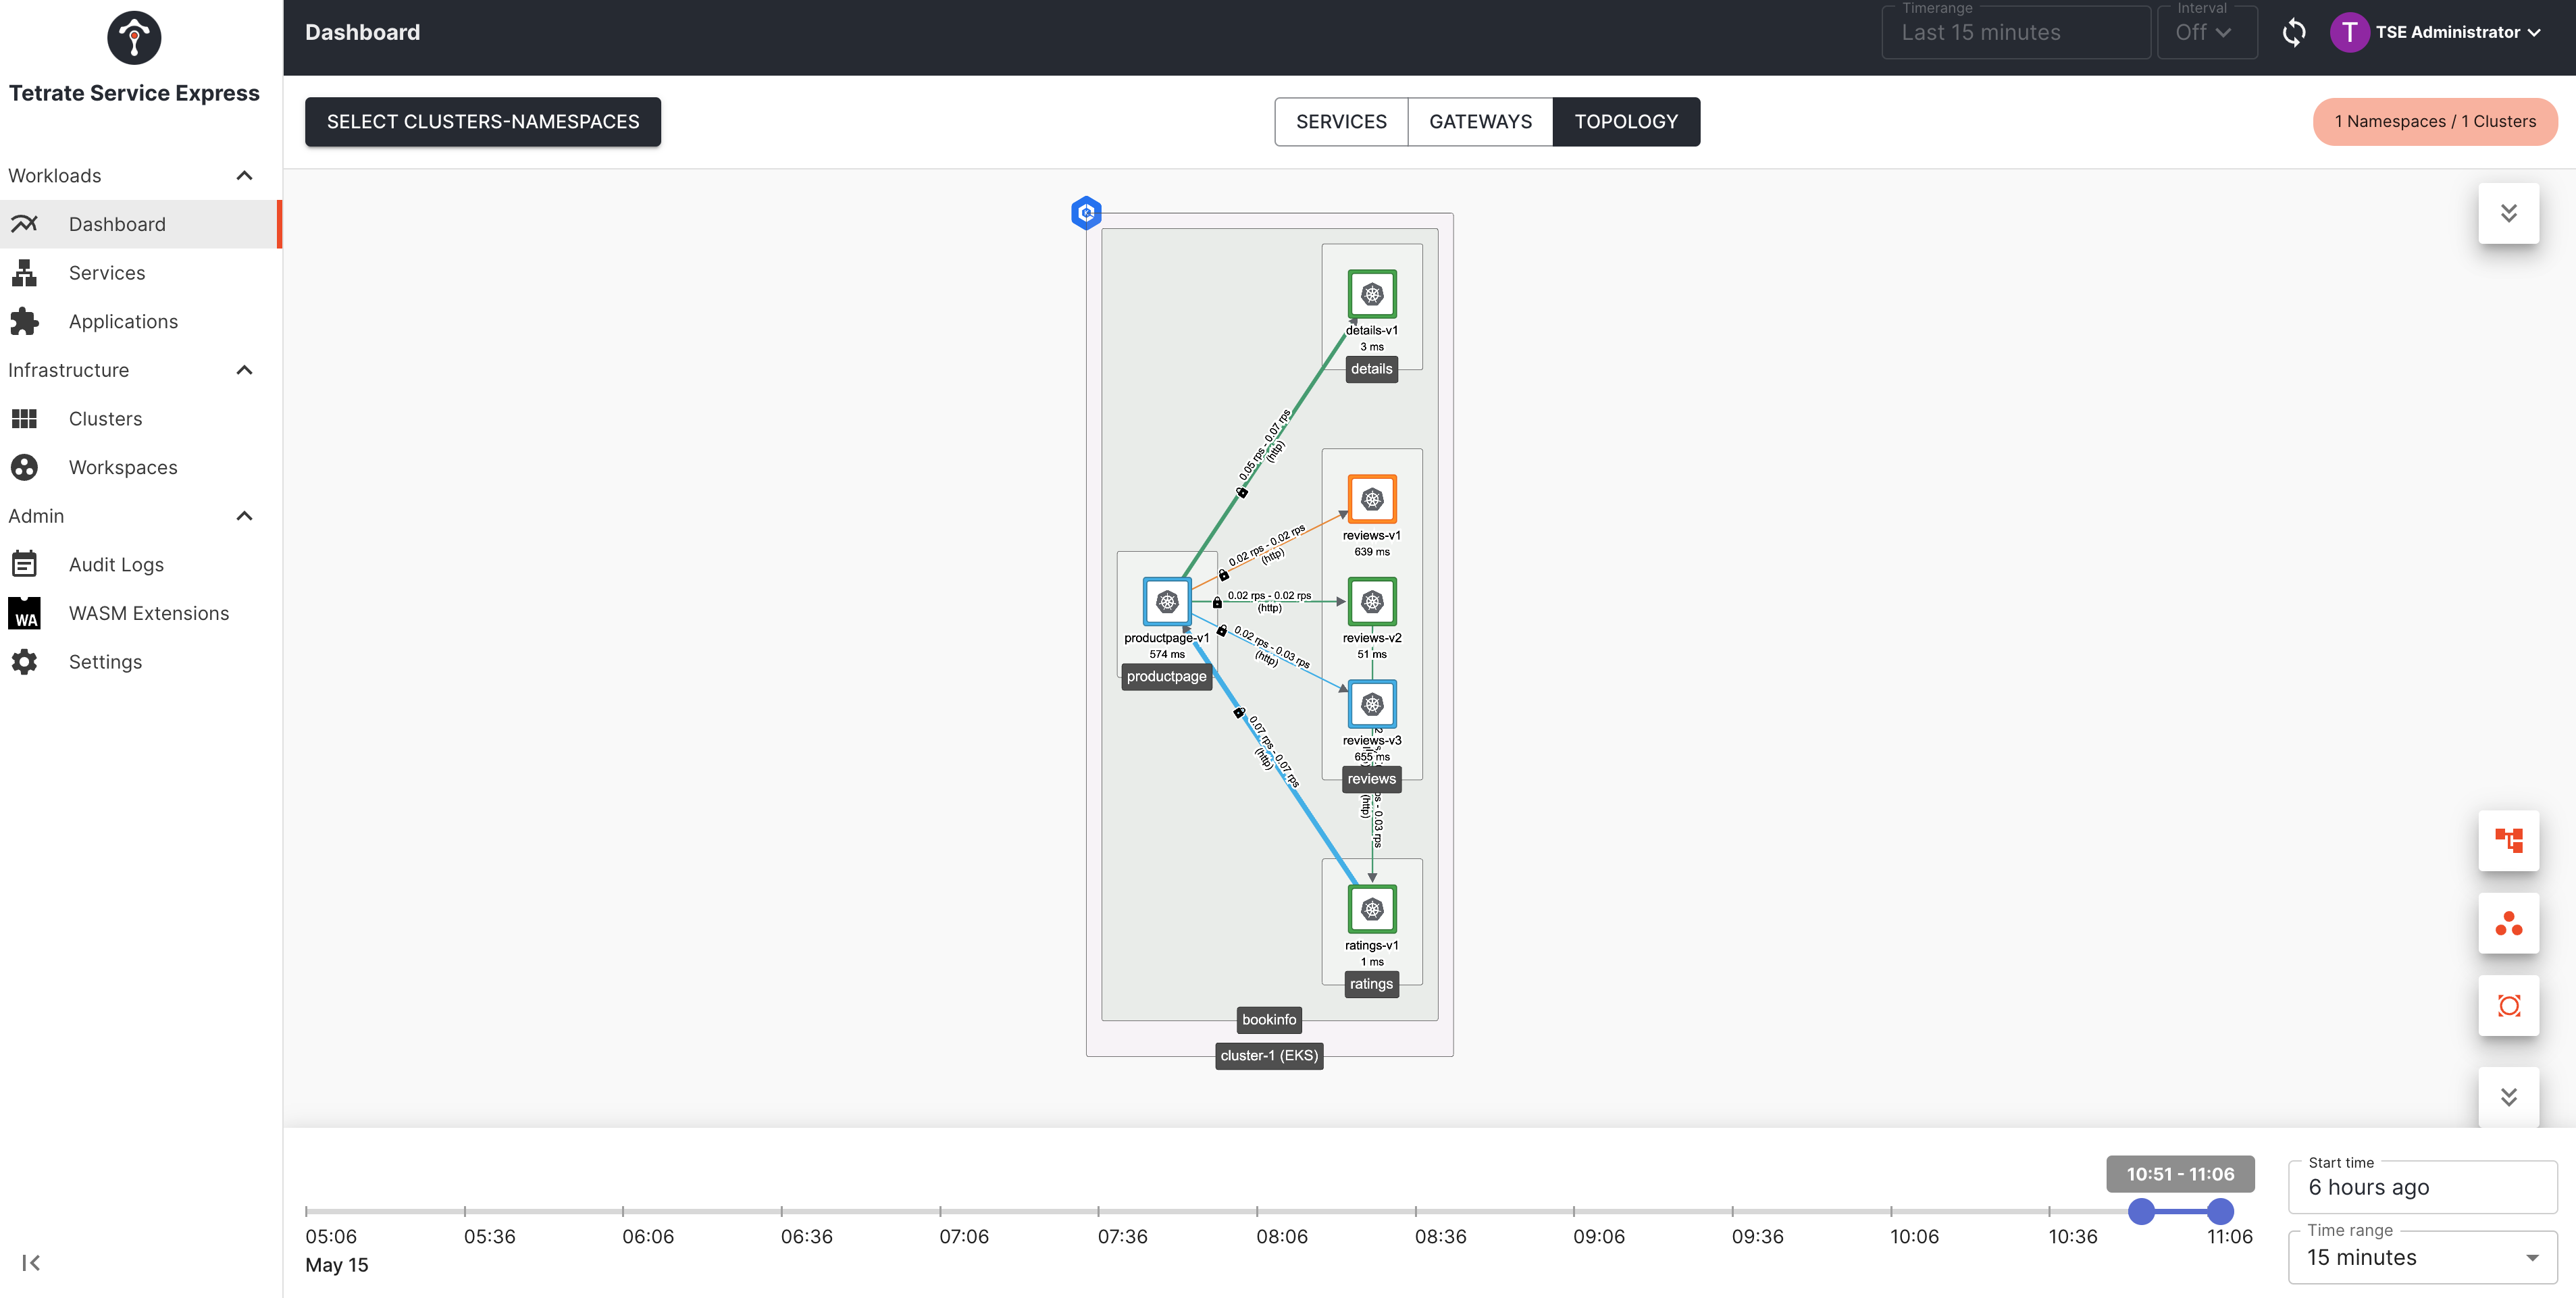 Tetrate Service Express
Workloads
Dashboard
Services
Applications
Infrastructure
Clusters
Workspaces
Admin
Audit Logs
WA
WASM Extensions
Settings
Dashboard
Timerange
Last 15 minutes
Interval
Off
T
TSE Administrator
SELECT CLUSTERS-NAMESPACES
SERVICES
GATEWAYS
TOPOLOGY
1 Namespaces / 1 Clusters
details-v1
3 ms
details
0.05 rps - 0.07 rps
(http)
reviews-v1
639 ms
0.02 rps - 0.02 rps
(http)
productpage-v1
574 ms
productpage
0.02 rps - 0.02 rps
(http)
reviews-v2
51 ms
0.02 rps - 0.03 rps
(http)
reviews-v3
655 ms
reviews
0.03 rps
(http)
0.07 rps - 0.07 rps
(http)
ratings-v1
1 ms
ratings
bookinfo
cluster-1 (EKS)
10:51 - 11:06
05:06
05:36
06:06
06:36
07:06
07:36
08:06
08:36
09:06
09:36
10:06
10:36
11:06
May 15
Start time
6 hours ago
Time range
15 minutes